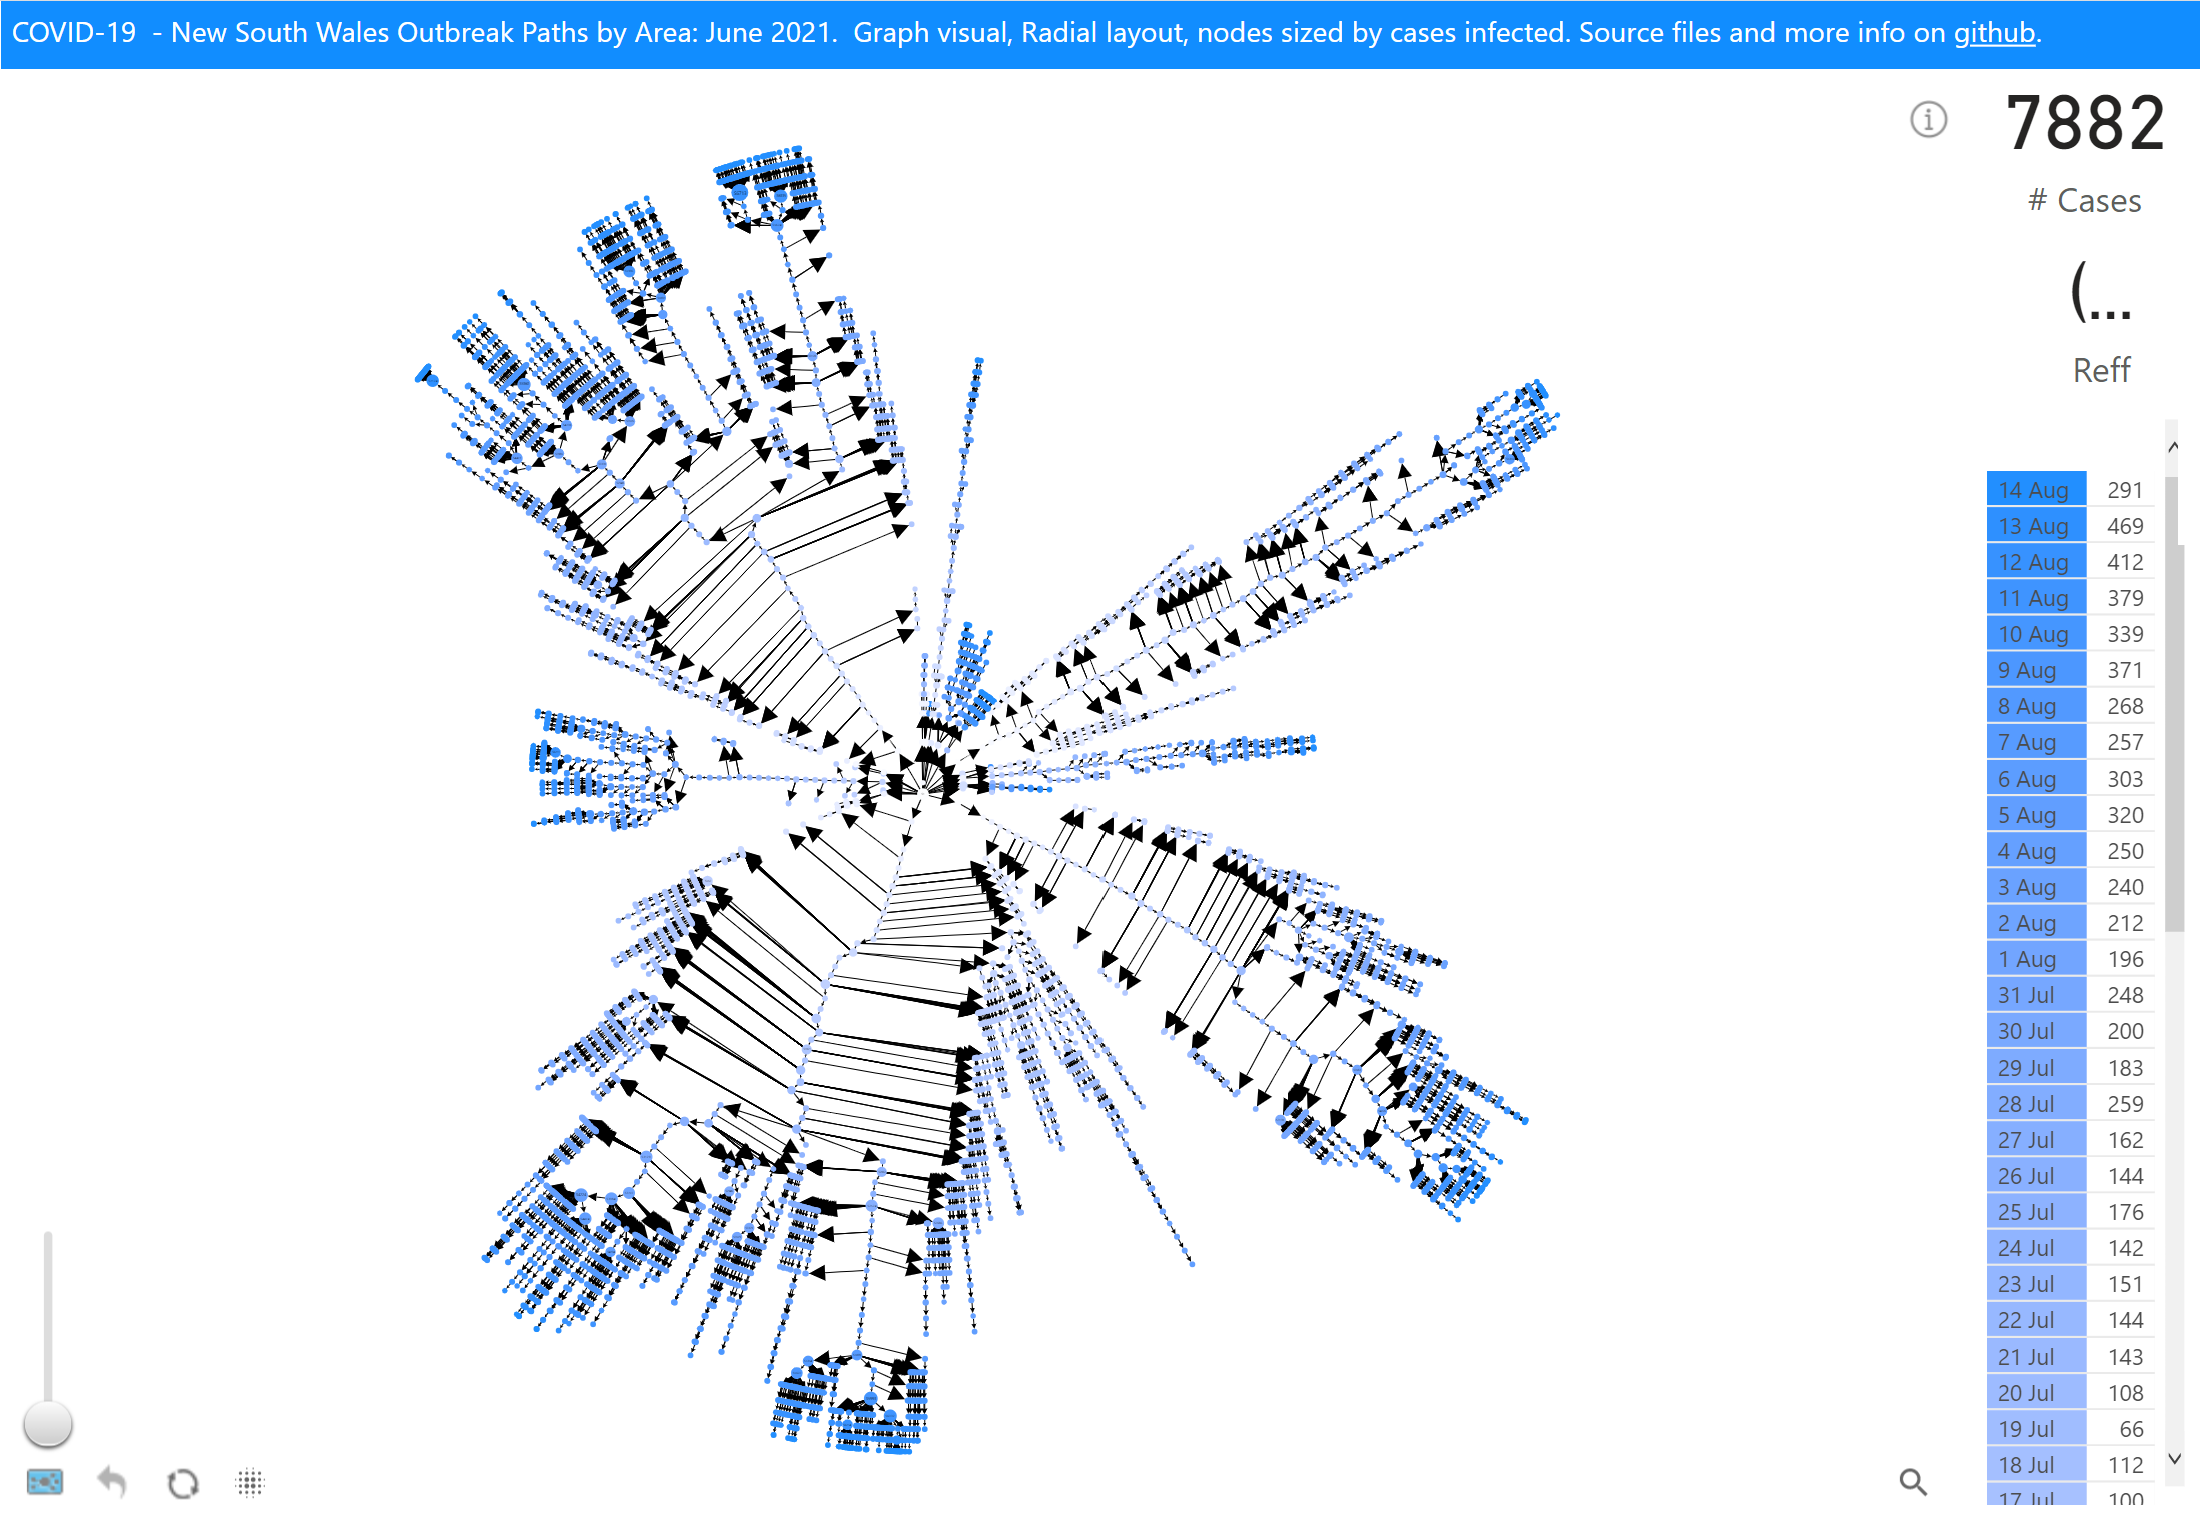 COVID-19  - New South Wales Outbreak Paths by Area: June 2021.  Graph visual, Radial layout, nodes sized by cases infected. Source files and more info on github.
7882
# Cases
(...
Reff
14 Aug 291
13 Aug 469
12 Aug 412
11 Aug 379
10 Aug 339
9 Aug 371
8 Aug 268
7 Aug 257
6 Aug 303
5 Aug 320
4 Aug 250
3 Aug 240
2 Aug 212
1 Aug 196
31 Jul 248
30 Jul 200
29 Jul 183
28 Jul 259
27 Jul 162
26 Jul 144
25 Jul 176
24 Jul 142
23 Jul 151
22 Jul 144
21 Jul 143
20 Jul 108
19 Jul 66
18 Jul 112
17 Jul 100